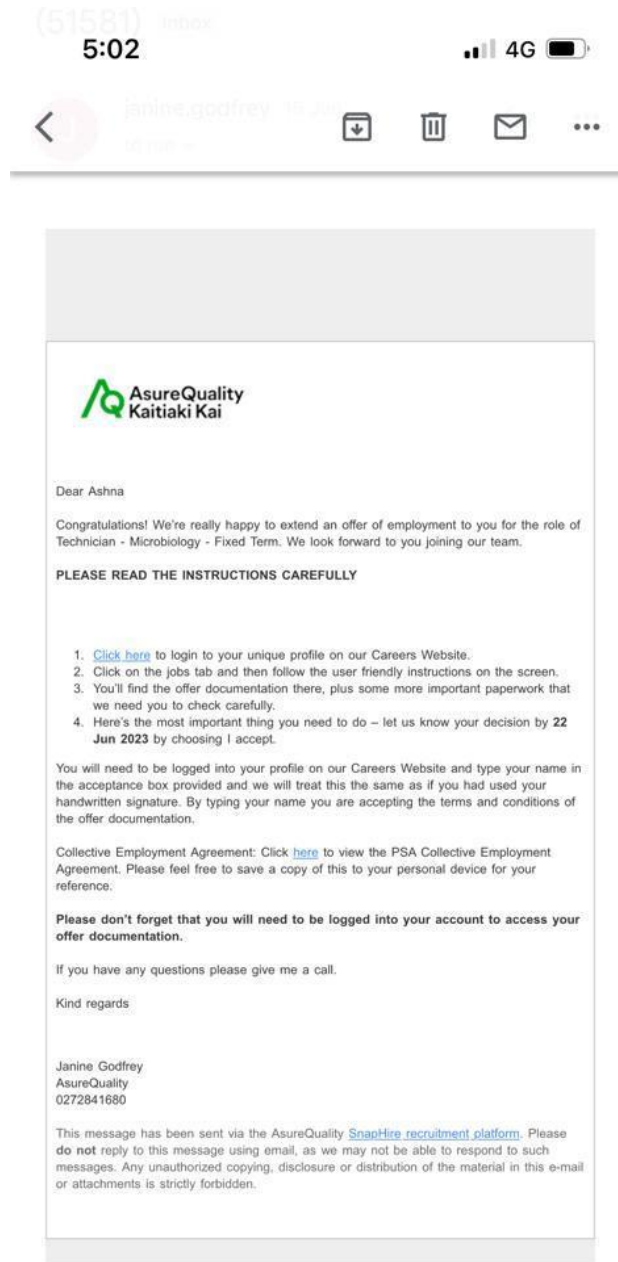 (51581) Inbox
5:02
4G
janine.godfrey
AsureQuality
Kaitiaki Kai
Dear Ashna
Congratulations! We're really happy to extend an offer of employment to you for the role of
Technician - Microbiology - Fixed Term. We look forward to you joining our team.
PLEASE READ THE INSTRUCTIONS CAREFULLY
1. Click here to login to your unique profile on our Careers Website.
2. Click on the jobs tab and then follow the user friendly instructions on the screen.
3. You'll find the offer documentation there, plus some more important paperwork that
we need you to check carefully.
4. Here's the most important thing you need to do – let us know your decision by 22
Jun 2023 by choosing I accept.
You will need to be logged into your profile on our Careers Website and type your name in
the acceptance box provided and we will treat this the same as if you had used your
handwritten signature. By typing your name you are accepting the terms and conditions of
the offer documentation.
Collective Employment Agreement: Click here to view the PSA Collective Employment
Agreement. Please feel free to save a copy of this to your personal device for your
reference.
Please don't forget that you will need to be logged into your account to access your
offer documentation.
If you have any questions please give me a call.
Kind regards
Janine Godfrey
AsureQuality
0272841680
This message has been sent via the AsureQuality SnapHire recruitment platform. Please
do not reply to this message using email, as we may not be able to respond to such
messages. Any unauthorized copying, disclosure or distribution of the material in this e-mail
or attachments is strictly forbidden.